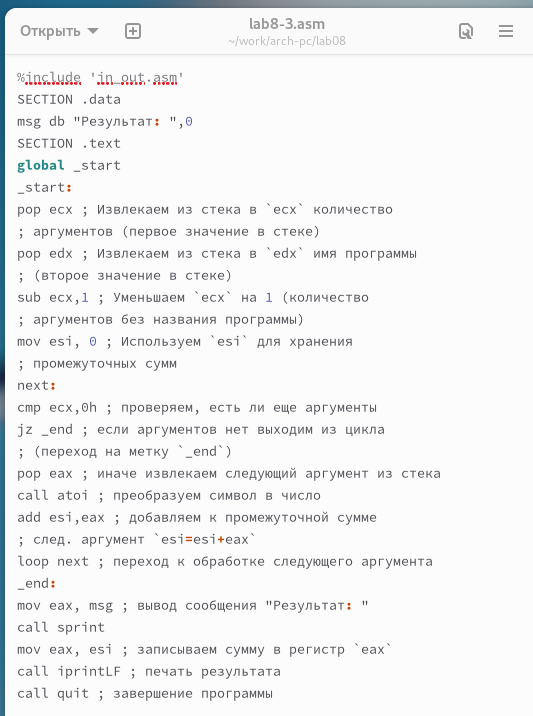 Открыть
lab8-3.asm
~/work/arch-pc/lab08
%include 'in_out.asm'
SECTION .data
msg db "Результат: ",0
SECTION .text
global _start
_start:
pop ecx ; Извлекаем из стека в `ecx` количество
; аргументов (первое значение в стеке)
pop edx ; Извлекаем из стека в `edx` имя программы
; (второе значение в стеке)
sub ecx,1 ; Уменьшаем `ecx` на 1 (количество
; аргументов без названия программы)
mov esi, 0 ; Используем `esi` для хранения
; промежуточных сумм
next:
cmp ecx,0h ; проверяем, есть ли еще аргументы
jz _end ; если аргументов нет выходим из цикла
; (переход на метку `_end`)
pop eax ; иначе извлекаем следующий аргумент из стека
call atoi ; преобразуем символ в число
add esi,eax ; добавляем к промежуточной сумме
; след. аргумент `esi=esi+eax`
loop next ; переход к обработке следующего аргумента
_end:
mov eax, msg ; вывод сообщения "Результат: "
call sprint
mov eax, esi ; записываем сумму в регистр `eax`
call iprintLF ; печать результата
call quit ; завершение программы